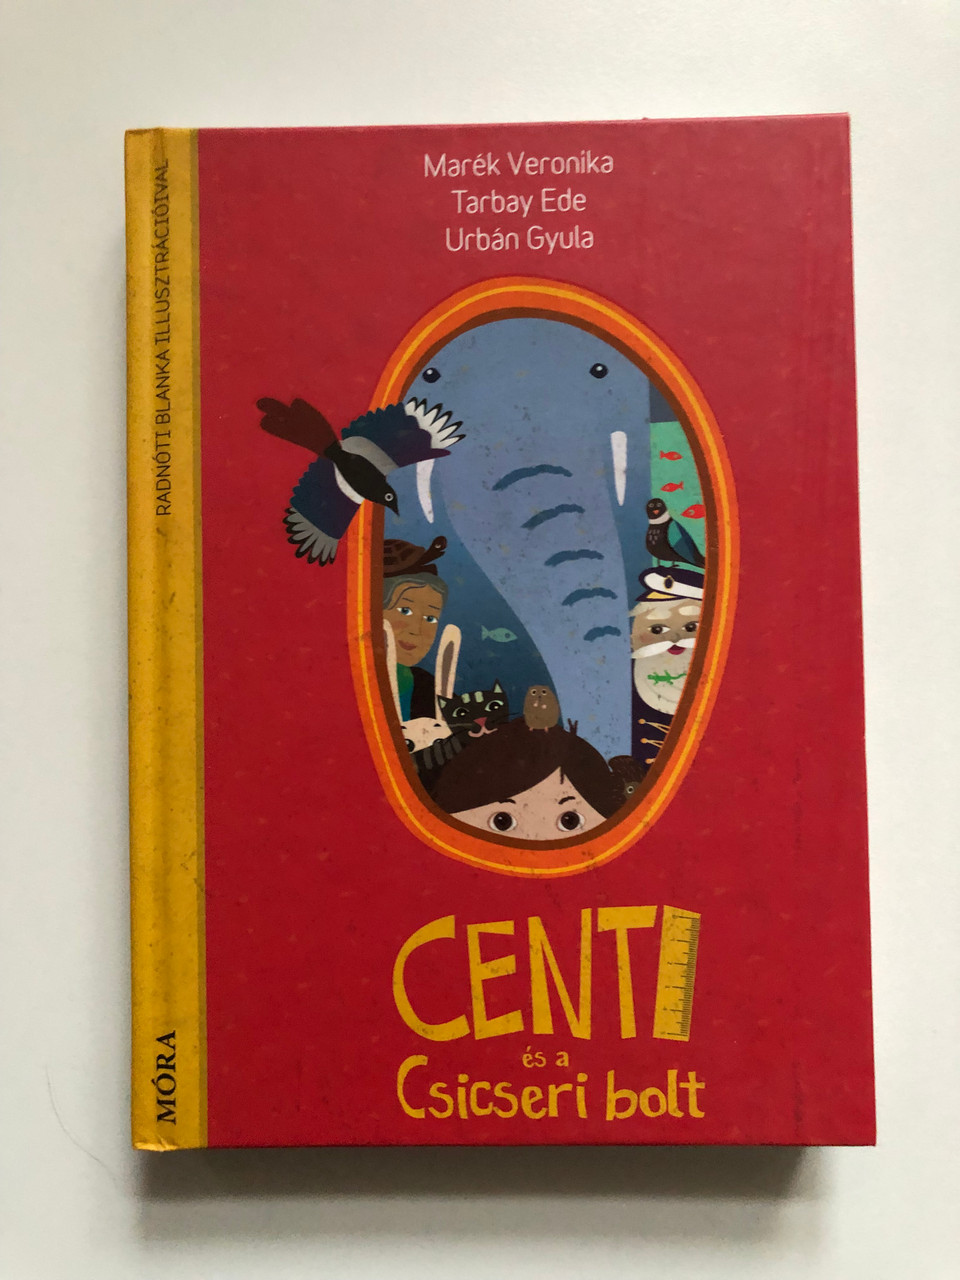 Marék Veronika
Tarbay Ede
Urbán Gyula
RADNÓTI BLANKA ILLUSZTRÁCIÓIVAL
CENTI
és a
Csicseri bolt
MÓRA